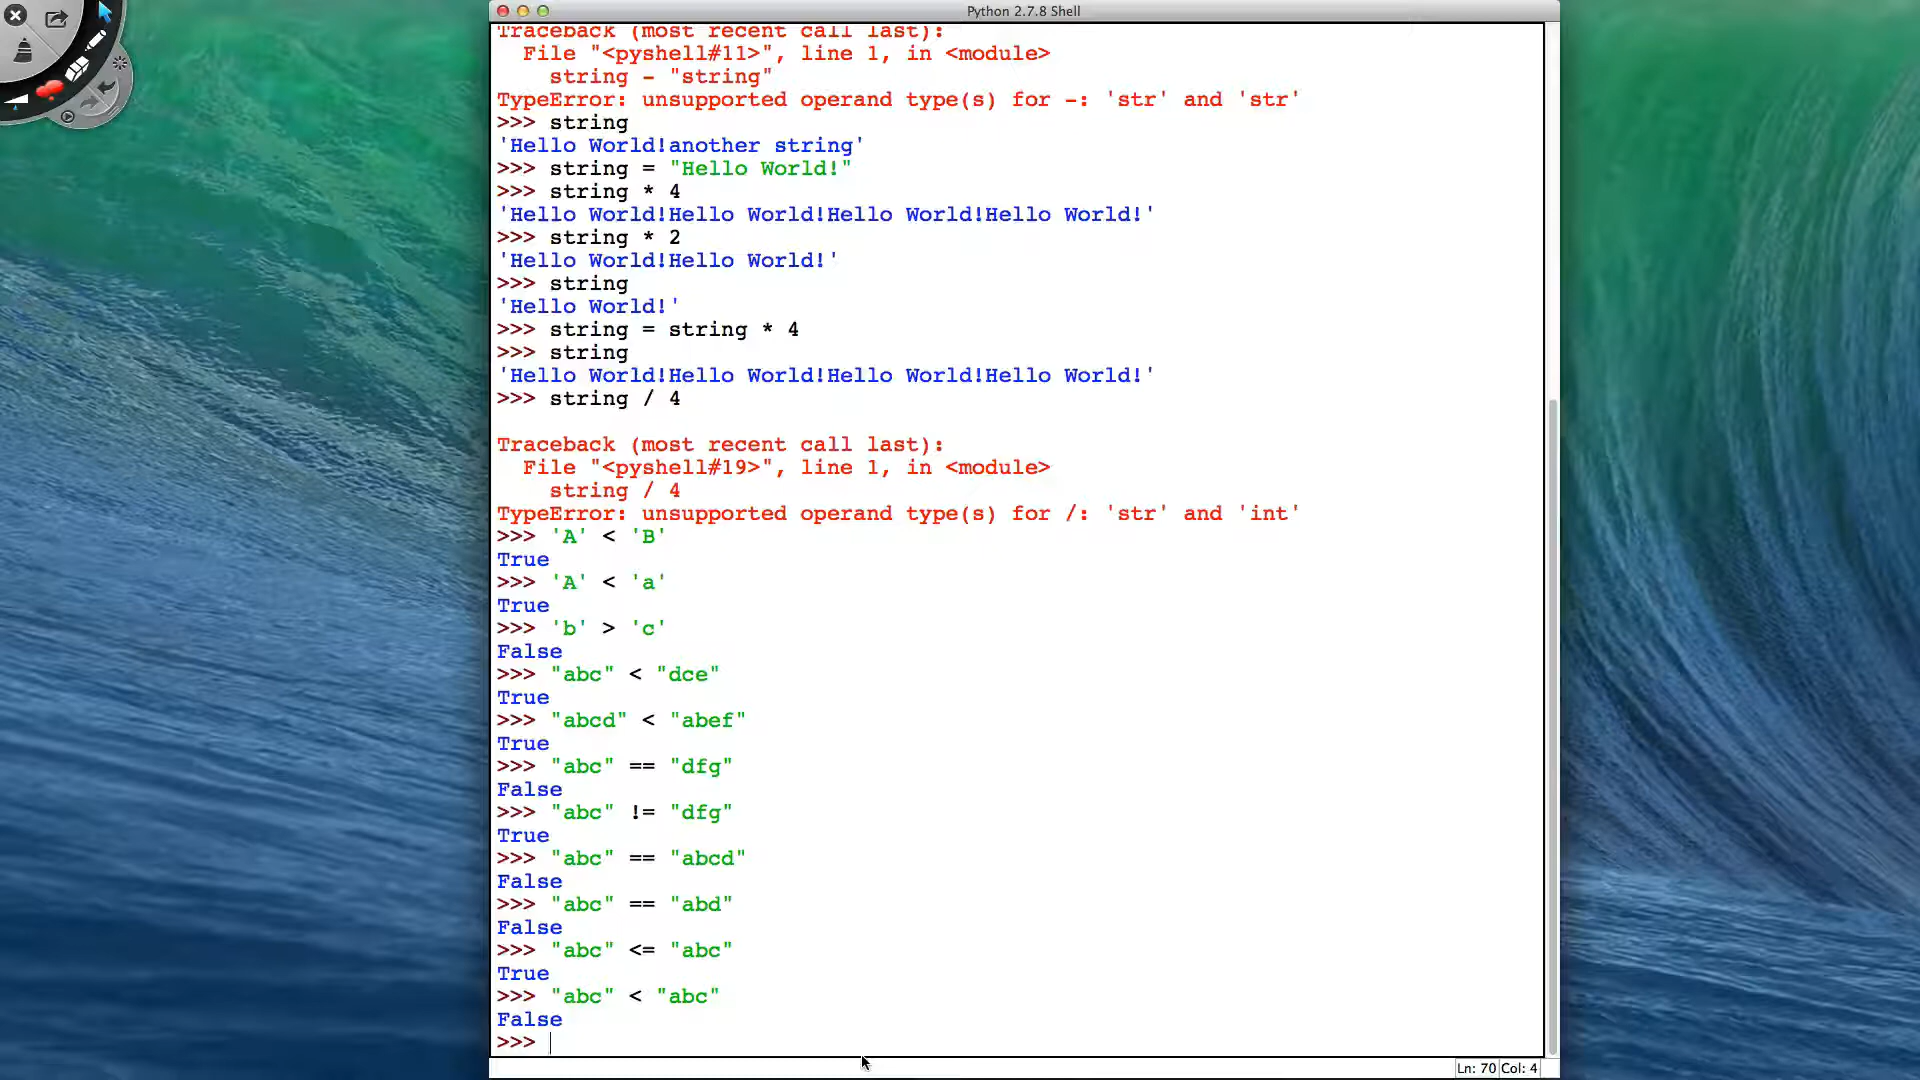 Python 2.7.8 Shell
Traceback (most recent call last):
  File "<pyshell#11>", line 1, in <module>
    string - "string"
TypeError: unsupported operand type(s) for -: 'str' and 'str'
>>> string
'Hello World!another string'
>>> string = "Hello World!"
>>> string * 4
'Hello World!Hello World!Hello World!Hello World!'
>>> string * 2
'Hello World!Hello World!'
>>> string
'Hello World!'
>>> string = string * 4
>>> string
'Hello World!Hello World!Hello World!Hello World!'
>>> string / 4
Traceback (most recent call last):
  File "<pyshell#19>", line 1, in <module>
    string / 4
TypeError: unsupported operand type(s) for /: 'str' and 'int'
>>> 'A' < 'B'
True
>>> 'A' < 'a'
True
>>> 'b' > 'c'
False
>>> "abc" < "dce"
True
>>> "abcd" < "abef"
True
>>> "abc" == "dfg"
False
>>> "abc" != "dfg"
True
>>> "abc" == "abcd"
False
>>> "abc" == "abd"
False
>>> "abc" <= "abc"
True
>>> "abc" < "abc"
False
>>>
Ln: 70 Col: 4